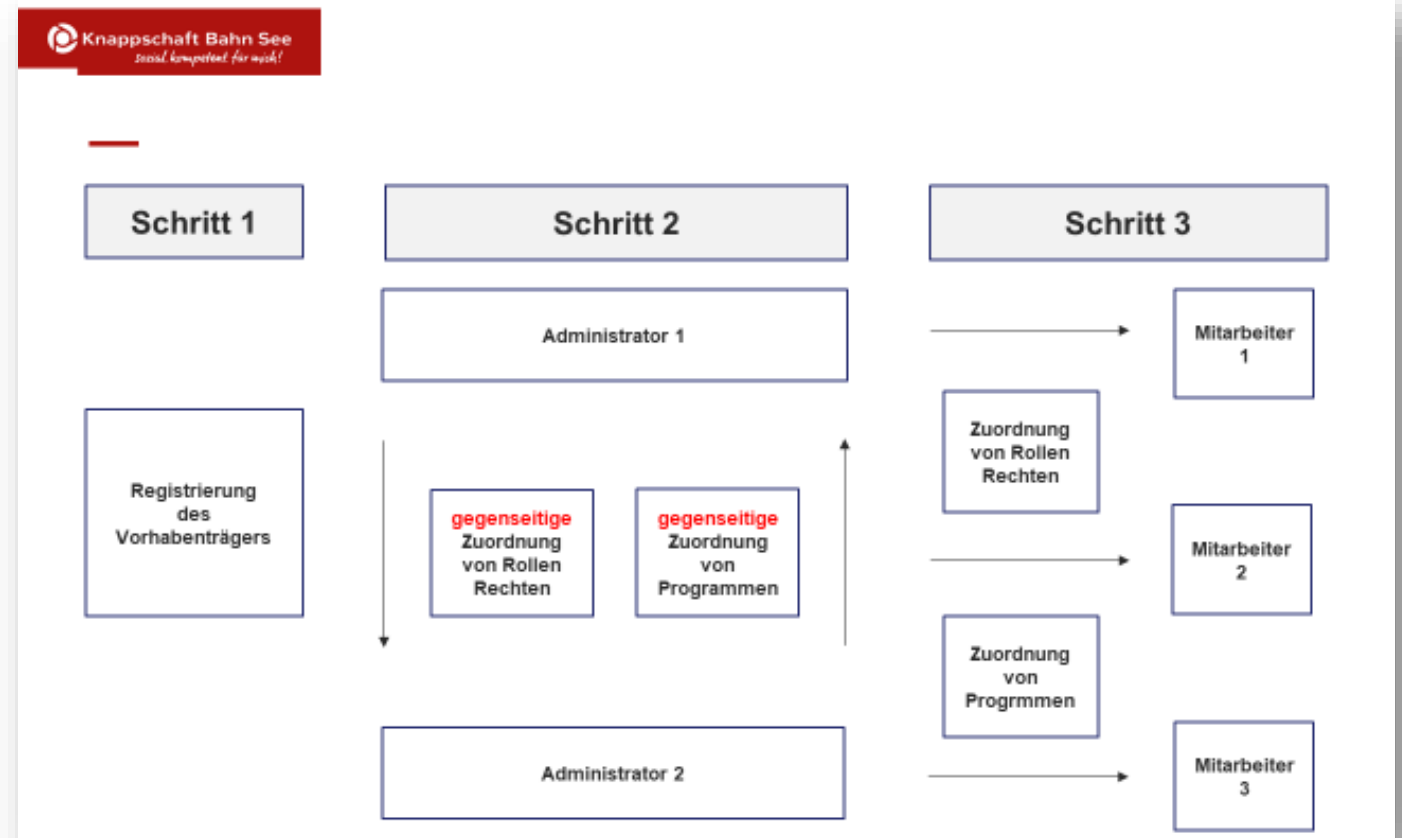 Knappschaft Bahn See
sozial kompetent für mich!
Schritt 1
Schritt 2
Schritt 3
Registrierung
des
Vorhabenträgers
Administrator 1
gegenseitige
Zuordnung
von Rollen
Rechten
gegenseitige
Zuordnung
von
Programmen
Administrator 2
Zuordnung
von Rollen
Rechten
Zuordnung
von
Progrmmen
Mitarbeiter
1
Mitarbeiter
2
Mitarbeiter
3